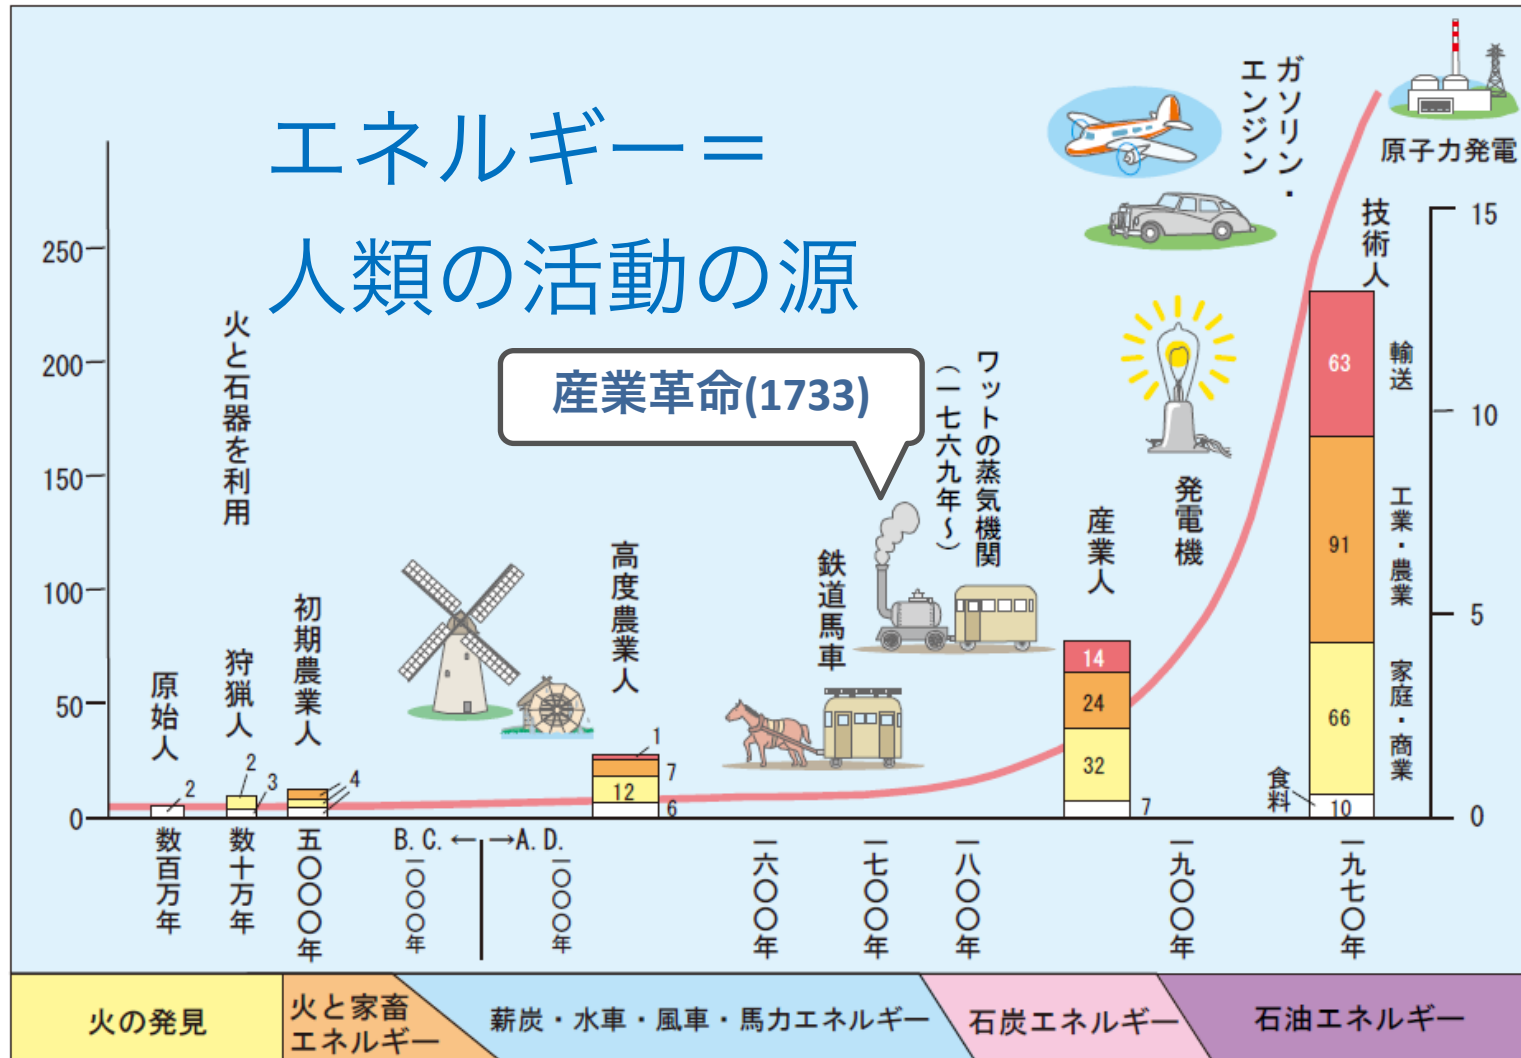 エネルギー＝
人類の活動の源
産業革命(1733)
250
200
150
100
50
0
15
10
5
0
火と石器を利用
原始人
狩猟人
初期農業人
高度農業人
鉄道馬車
ワットの蒸気機関
（一七六九年～）
産業人
発電機
ガソリン・
エンジン
原子力発電
技術人
輸送
工業・農業
家庭・商業
食料
2
2
3
4
1
7
12
6
14
24
32
7
63
91
66
10
数百万年
数十万年
五〇〇〇年
B.C.←→A.D.
一〇〇〇年
一〇〇〇年
一六〇〇年
一七〇〇年
一八〇〇年
一九〇〇年
一九七〇年
火の発見
火と家畜
エネルギー
薪炭・水車・風車・馬力エネルギー
石炭エネルギー
石油エネルギー